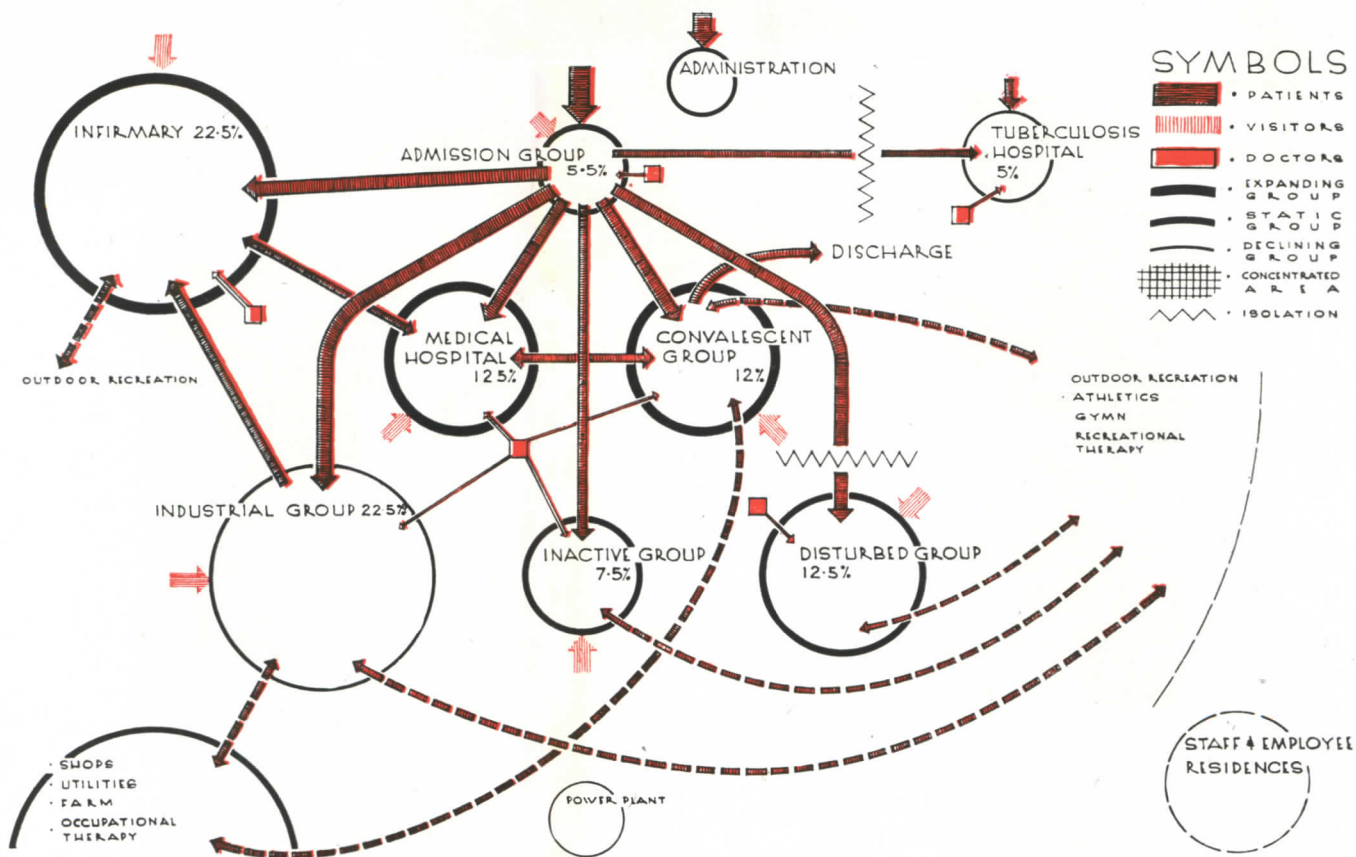 ADMINISTRATION
SYMBOLS
· PATIENTS
· VISITORS
· DOCTORS
· EXPANDING
GROUP
· STATIC
GROUP
· DECLINING
GROUP
· CONCENTRATED
AREA
· ISOLATION
INFIRMARY 22.5%
ADMISSION GROUP
5.5%
TUBERCULOSIS
HOSPITAL
5%
DISCHARGE
MEDICAL
HOSPITAL
12.5%
CONVALESCENT
GROUP
12%
OUTDOOR RECREATION
OUTDOOR RECREATION
· ATHLETICS
GYMN
RECREATIONAL
THERAPY
INDUSTRIAL GROUP 22.5%
INACTIVE GROUP
7.5%
DISTURBED GROUP
12.5%
· SHOPS
· UTILITIES
· FARM
· OCCUPATIONAL
THERAPY
POWER PLANT
STAFF & EMPLOYEE
RESIDENCES